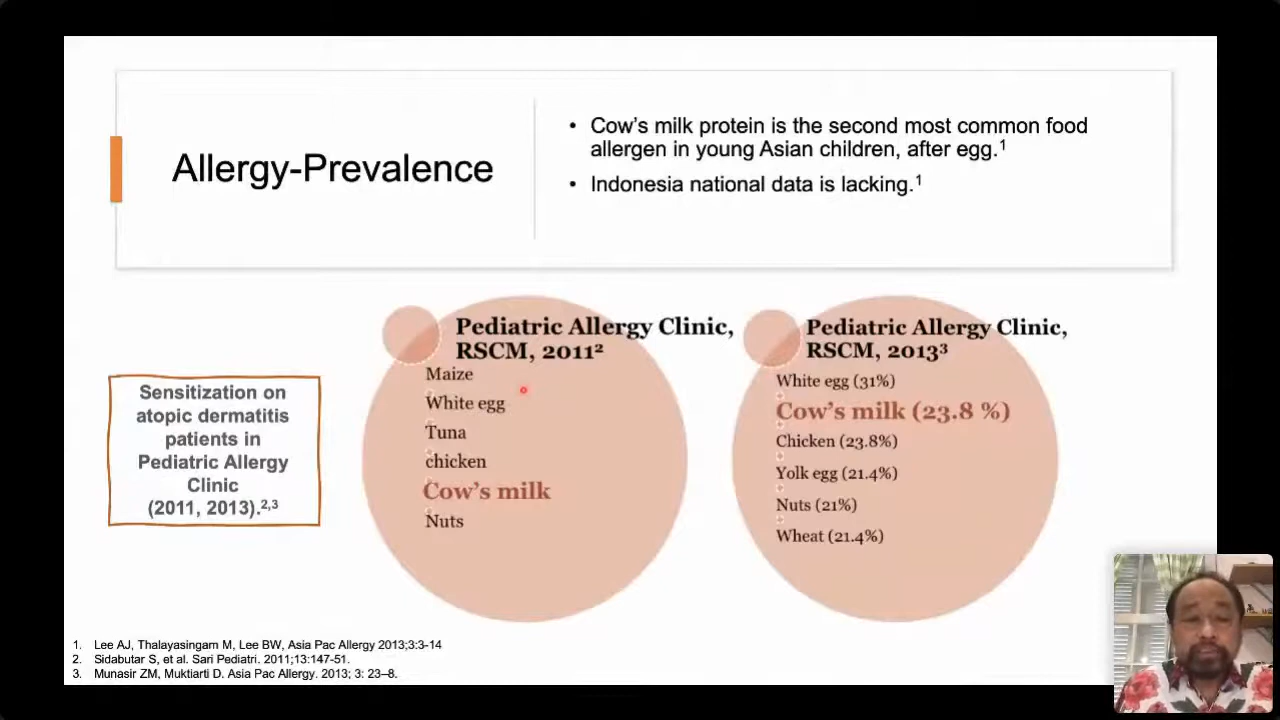 Allergy-Prevalence
• Cow's milk protein is the second most common food
allergen in young Asian children, after egg.¹
• Indonesia national data is lacking.¹
Sensitization on
atopic dermatitis
patients in
Pediatric Allergy
Clinic
(2011, 2013).²,³
Pediatric Allergy Clinic,
RSCM, 2011²
Maize
White egg
Tuna
chicken
Cow's milk
Nuts
Pediatric Allergy Clinic,
RSCM, 2013³
White egg (31%)
Cow's milk (23.8 %)
Chicken (23.8%)
Yolk egg (21.4%)
Nuts (21%)
Wheat (21.4%)
1. Lee AJ, Thalayasingam M, Lee BW, Asia Pac Allergy 2013;3:3-14
2. Sidabutar S, et al. Sari Pediatri. 2011;13:147-51.
3. Munasir ZM, Muktiarti D. Asia Pac Allergy. 2013; 3: 23–8.